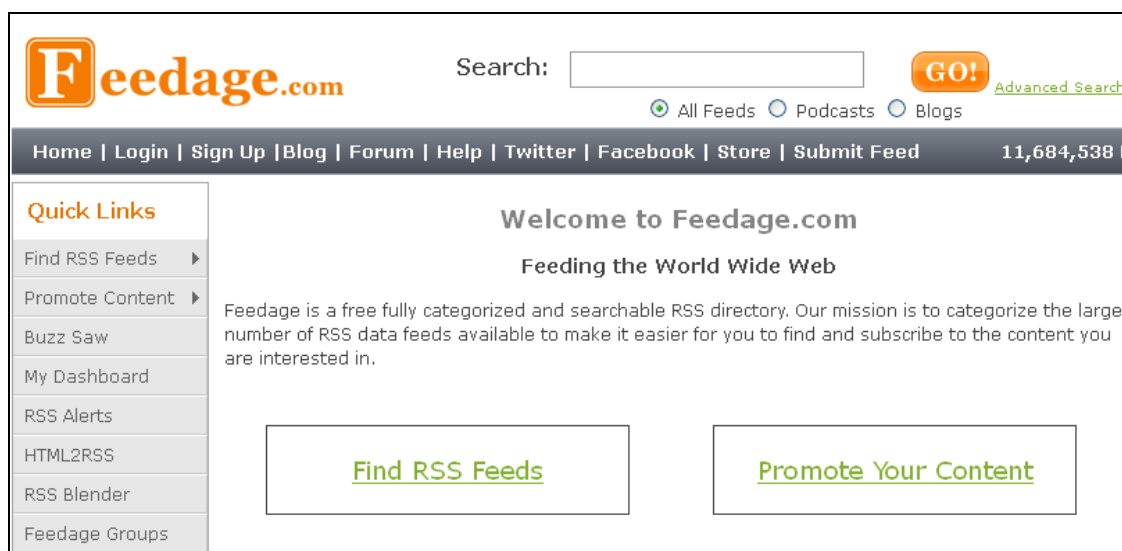 Feedage.com
Search:
GO!
Advanced Search
All Feeds Podcasts Blogs
Home | Login | Sign Up |Blog | Forum | Help | Twitter | Facebook | Store | Submit Feed 11,684,538
Quick Links
Find RSS Feeds
Promote Content
Buzz Saw
My Dashboard
RSS Alerts
HTML2RSS
RSS Blender
Feedage Groups
Welcome to Feedage.com
Feeding the World Wide Web
Feedage is a free fully categorized and searchable RSS directory. Our mission is to categorize the large
number of RSS data feeds available to make it easier for you to find and subscribe to the content you
are interested in.
Find RSS Feeds
Promote Your Content